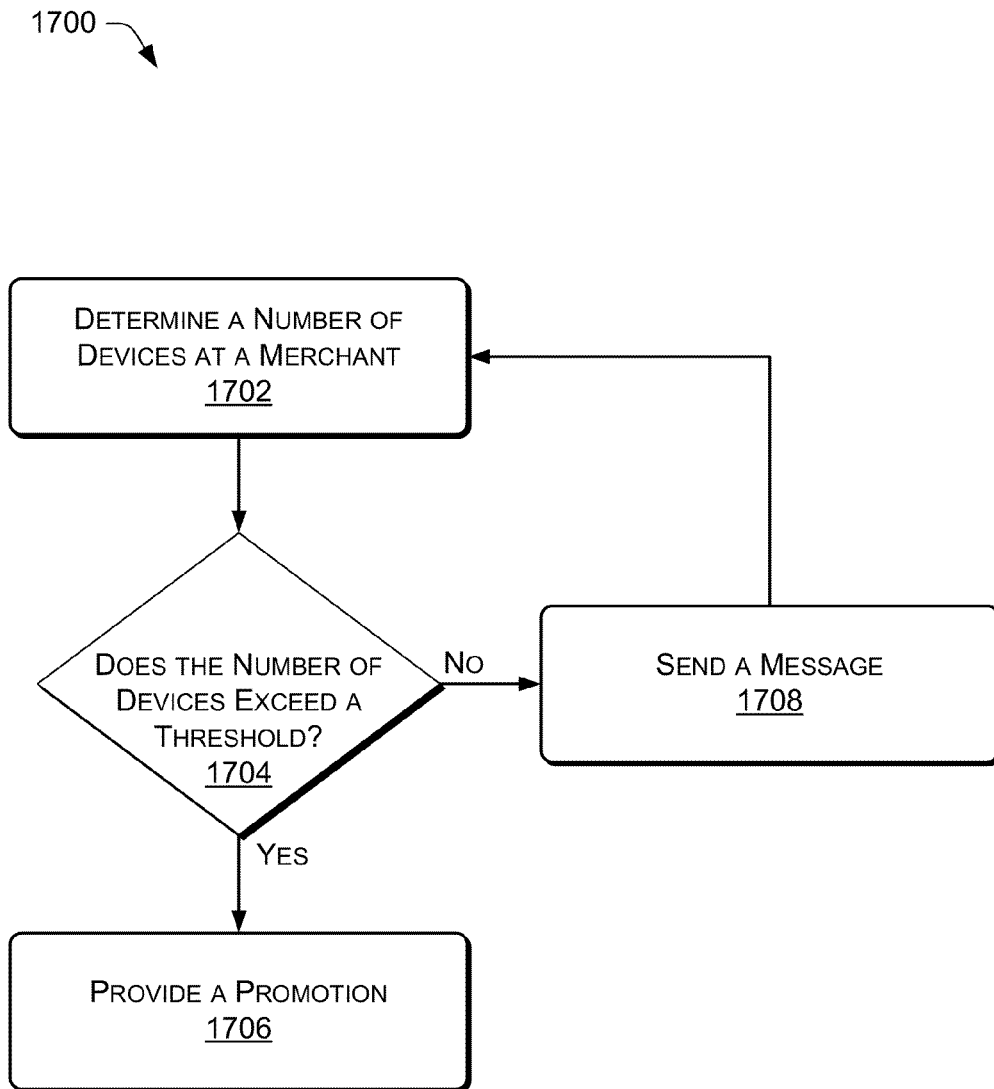 1700
DETERMINE A NUMBER OF
DEVICES AT A MERCHANT
1702
DOES THE NUMBER OF
DEVICES EXCEED A
THRESHOLD?
1704
NO
SEND A MESSAGE
1708
YES
PROVIDE A PROMOTION
1706